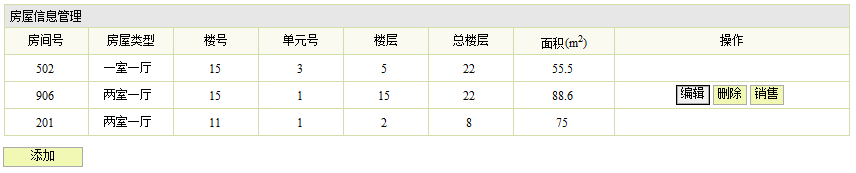 房屋信息管理
房间号 房屋类型 楼号 单元号 楼层 总楼层 面积(m²) 操作
502 一室一厅 15 3 5 22 55.5
906 两室一厅 15 1 15 22 88.6 编辑 删除 销售
201 两室一厅 11 1 2 8 75
添加